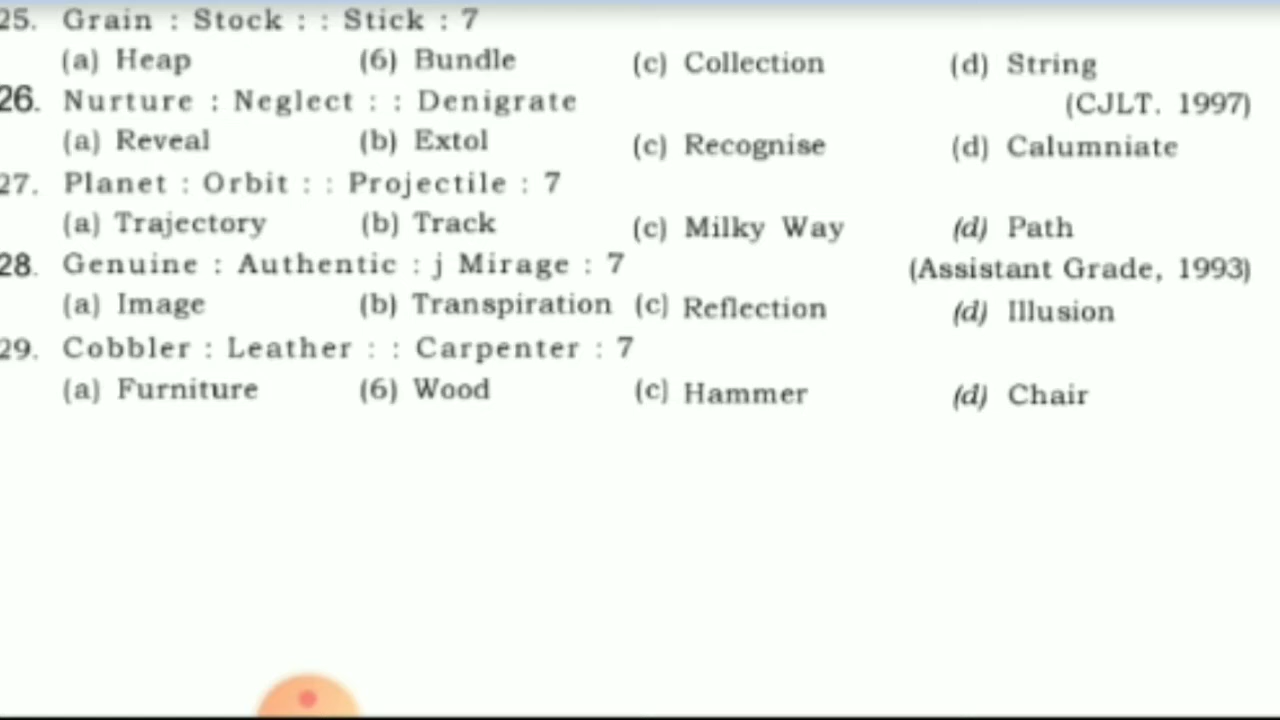 25. Grain : Stock : : Stick : 7
(a) Heap (6) Bundle (c) Collection (d) String
26. Nurture : Neglect : : Denigrate (CJLT. 1997)
(a) Reveal (b) Extol (c) Recognise (d) Calumniate
27. Planet : Orbit : : Projectile : 7
(a) Trajectory (b) Track (c) Milky Way (d) Path
28. Genuine : Authentic : j Mirage : 7 (Assistant Grade, 1993)
(a) Image (b) Transpiration (c) Reflection (d) Illusion
29. Cobbler : Leather : : Carpenter : 7
(a) Furniture (6) Wood (c) Hammer (d) Chair